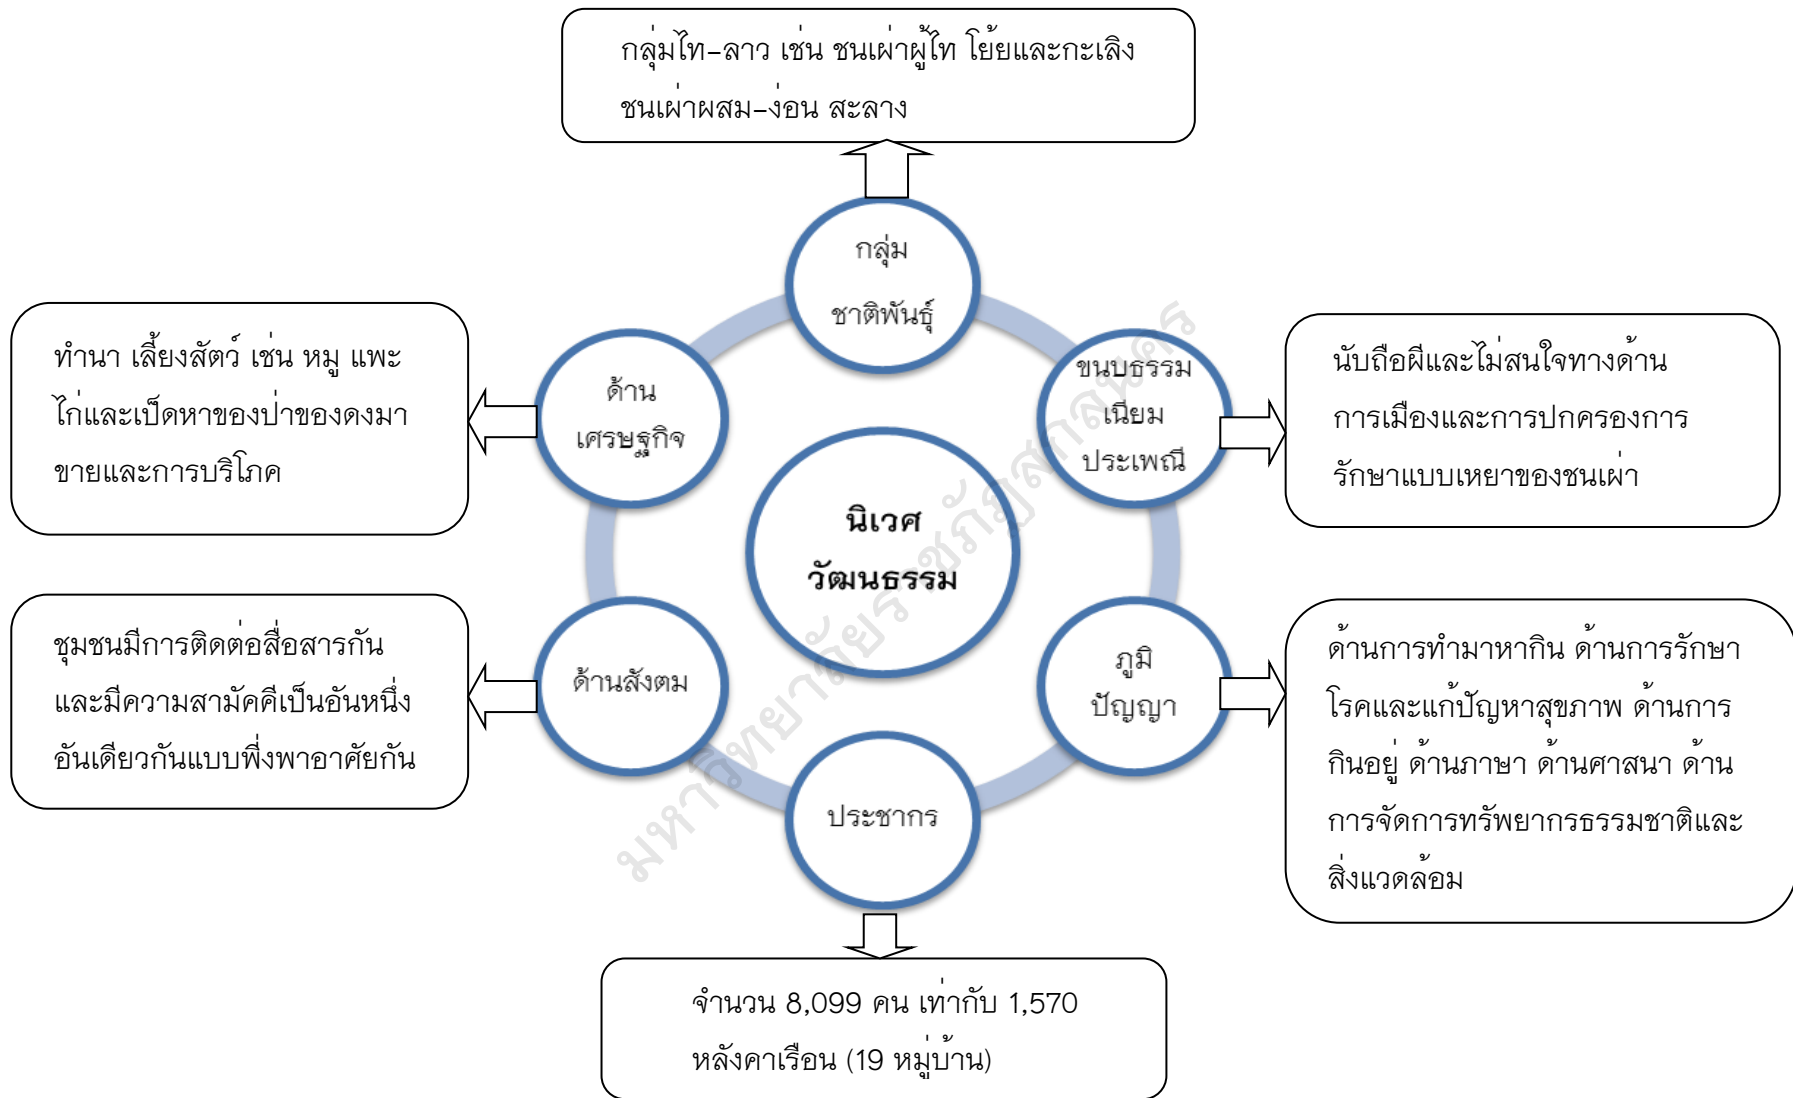 กลุ่มไท-ลาว เช่น ชนเผ่าผู้ไท โย้ยและกะเลิง
ชนเผ่าผสม-ง่อน สะลาง
กลุ่ม
ชาติพันธุ์
ทำนา เลี้ยงสัตว์ เช่น หมู แพะ
ไก่และเป็ดหาของป่าของดงมา
ขายและการบริโภค
ด้าน
เศรษฐกิจ
ขนบธรรม
เนียม
ประเพณี
นับถือผีและไม่สนใจทางด้าน
การเมืองและการปกครองการ
รักษาแบบเหยาของชนเผ่า
นิเวศ
วัฒนธรรม
ชุมชนมีการติดต่อสื่อสารกัน
และมีความสามัคคีเป็นอันหนึ่ง
อันเดียวกันแบบพึ่งพาอาศัยกัน
ด้านสังตม
ภูมิ
ปัญญา
ด้านการทำมาหากิน ด้านการรักษา
โรคและแก้ปัญหาสุขภาพ ด้านการ
กินอยู่ ด้านภาษา ด้านศาสนา ด้าน
การจัดการทรัพยากรธรรมชาติและ
สิ่งแวดล้อม
ประชากร
จำนวน 8,099 คน เท่ากับ 1,570
หลังคาเรือน (19 หมู่บ้าน)
มหาวิทยาลัยราชภัฏสกลนคร